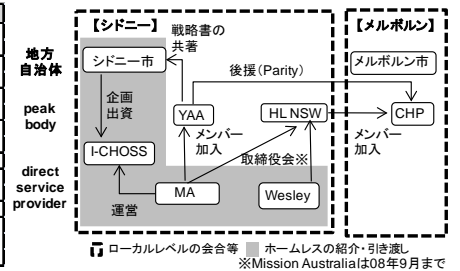 【シドニー】
【メルボルン】
戦略書の
共著
地方
自治体
シドニー市
メルボルン市
後援(Parity)
企画
出資
peak
body
YAA
HL NSW
CHP
メンバー
加入
メンバー
加入
I-CHOSS
取締役会※
direct
service
provider
MA
Wesley
運営
ローカルレベルの会合等 ホームレスの紹介・引き渡し
※Mission Australiaは08年9月まで